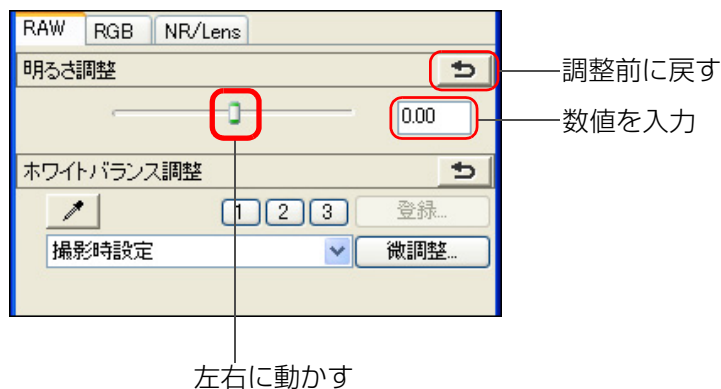 RAW RGB NR/Lens
明るさ調整
調整前に戻す
0.00
数値を入力
ホワイトバランス調整
1 2 3 登録...
撮影時設定 微調整...
左右に動かす